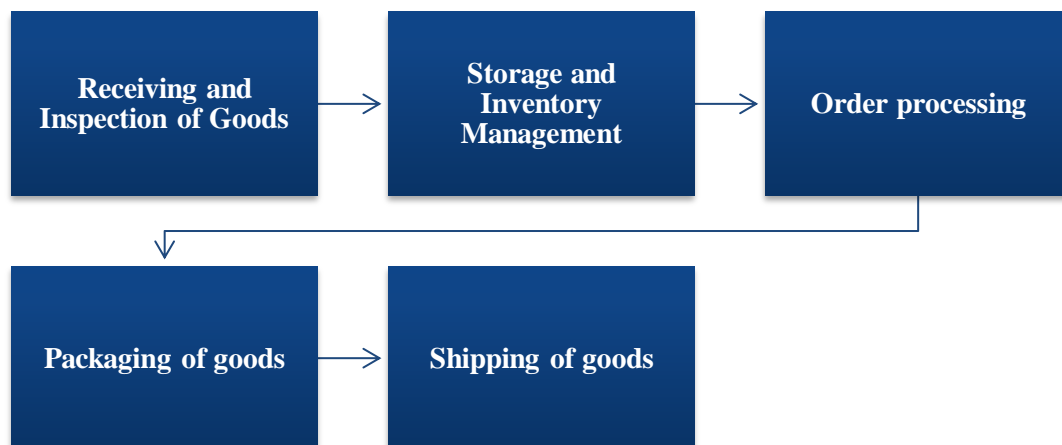 Receiving and
Inspection of Goods
Storage and
Inventory
Management
Order processing
Packaging of goods
Shipping of goods